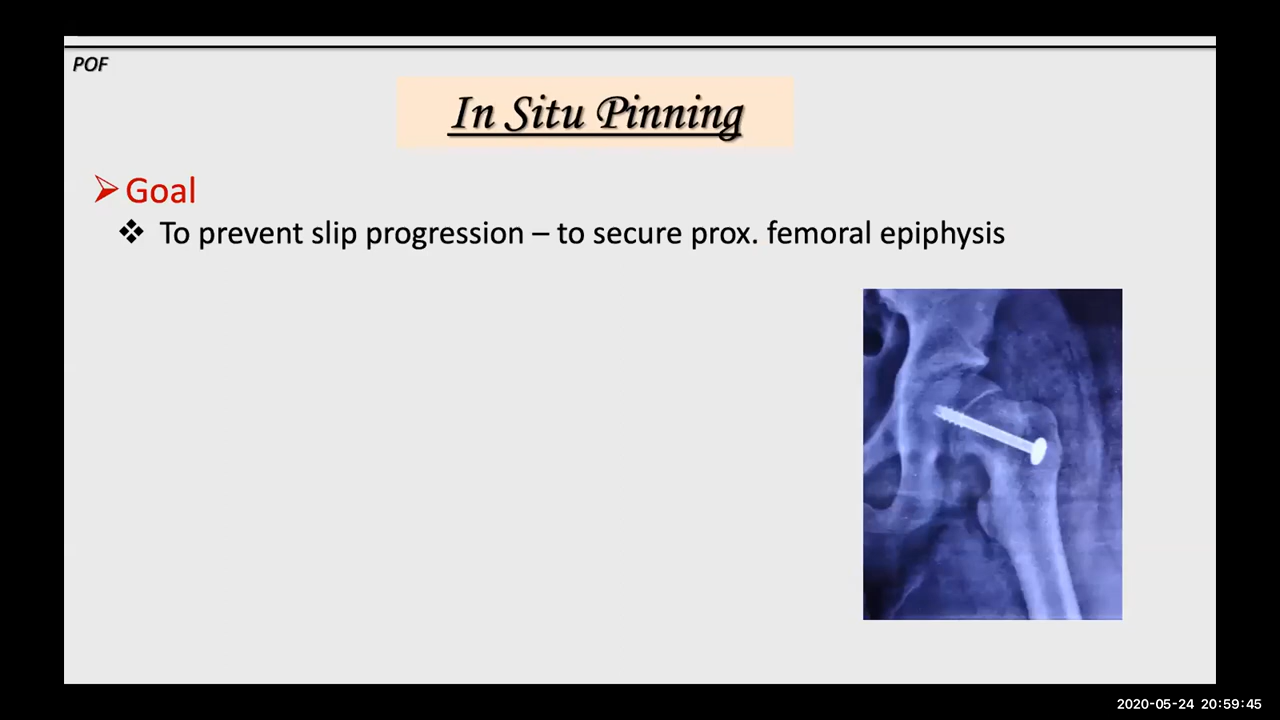 POF
In Situ Pinning
Goal
To prevent slip progression – to secure prox. femoral epiphysis
2020-05-24 20:59:45